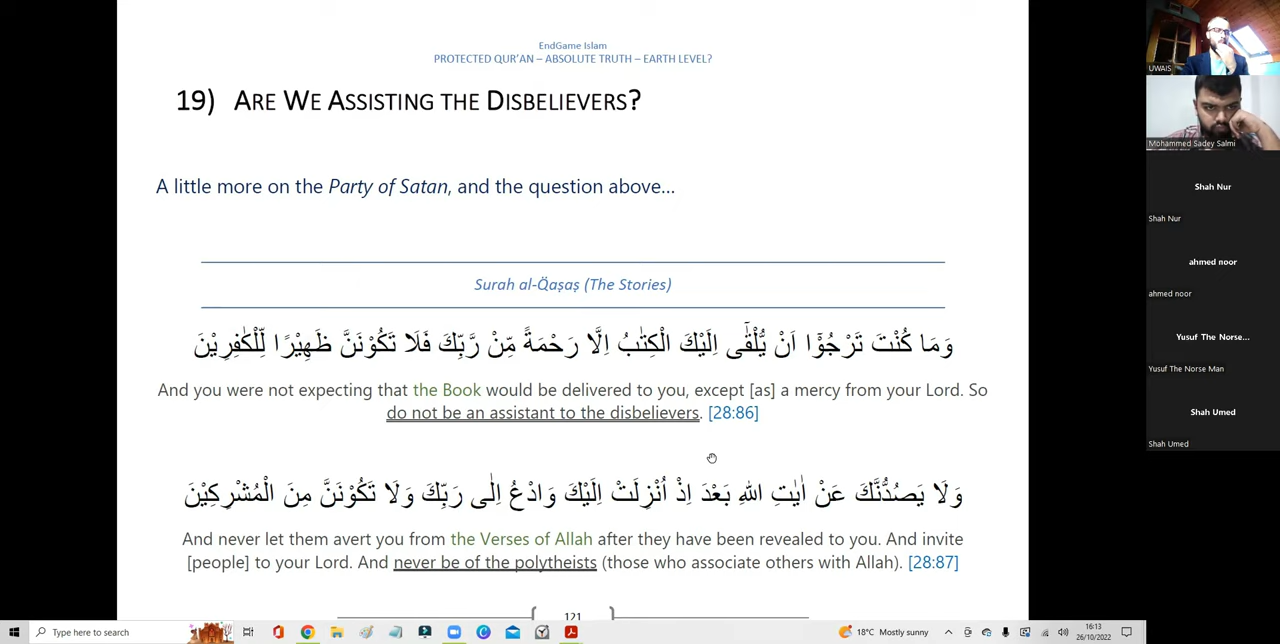 EndGame Islam
PROTECTED QUR'AN – ABSOLUTE TRUTH – EARTH LEVEL?
19) ARE WE ASSISTING THE DISBELIEVERS?
A little more on the Party of Satan, and the question above...
Surah al-Q̈aṣaṣ (The Stories)
وَمَا كُنْتَ تَرْجُوْٓا اَنْ يُّلْقٰٓى اِلَيْكَ الْكِتٰبُ اِلَّا رَحْمَةً مِّنْ رَّبِّكَ فَلَا تَكُوْنَنَّ ظَهِيْرًا لِّلْكٰفِرِيْنَ
And you were not expecting that the Book would be delivered to you, except [as] a mercy from your Lord. So
do not be an assistant to the disbelievers. [28:86]
وَلَا يَصُدُّنَّكَ عَنْ اٰيٰتِ اللّٰهِ بَعْدَ اِذْ اُنْزِلَتْ اِلَيْكَ وَادْعُ اِلٰى رَبِّكَ وَلَا تَكُوْنَنَّ مِنَ الْمُشْرِكِيْنَ
And never let them avert you from the Verses of Allah after they have been revealed to you. And invite
[people] to your Lord. And never be of the polytheists (those who associate others with Allah). [28:87]
121
UWAIS
Mohammed Sadey Salmi
Shah Nur
Shah Nur
ahmed noor
ahmed noor
Yusuf The Norse...
Yusuf The Norse Man
Shah Umed
Shah Umed
Type here to search
18°C Mostly sunny
16:13
26/10/2022